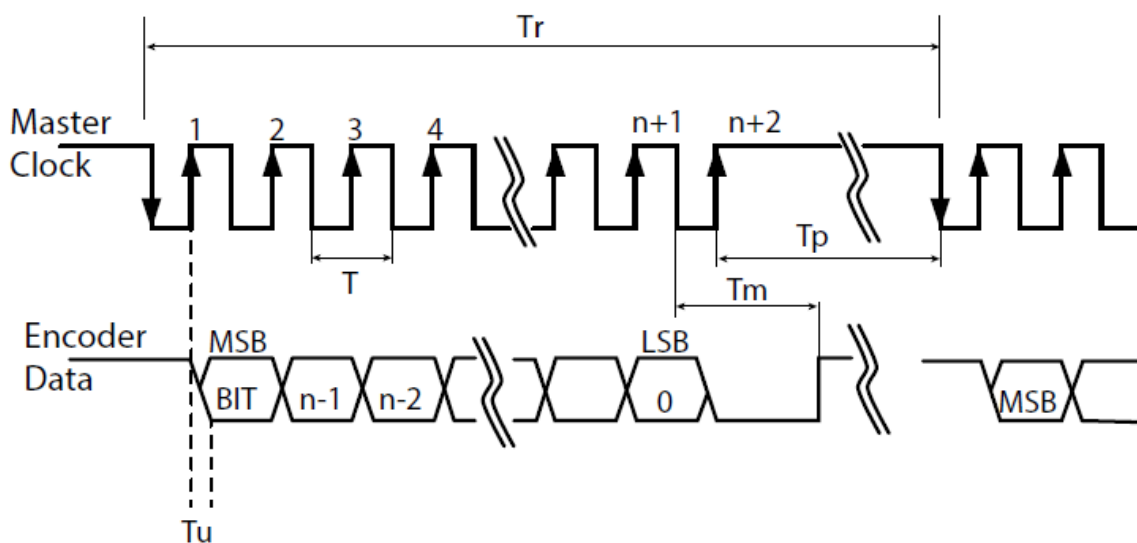 Tr
Master
Clock
1
2
3
4
n+1
n+2
T
Tp
Tm
Encoder
Data
MSB
BIT
n-1
n-2
LSB
0
MSB
Tu